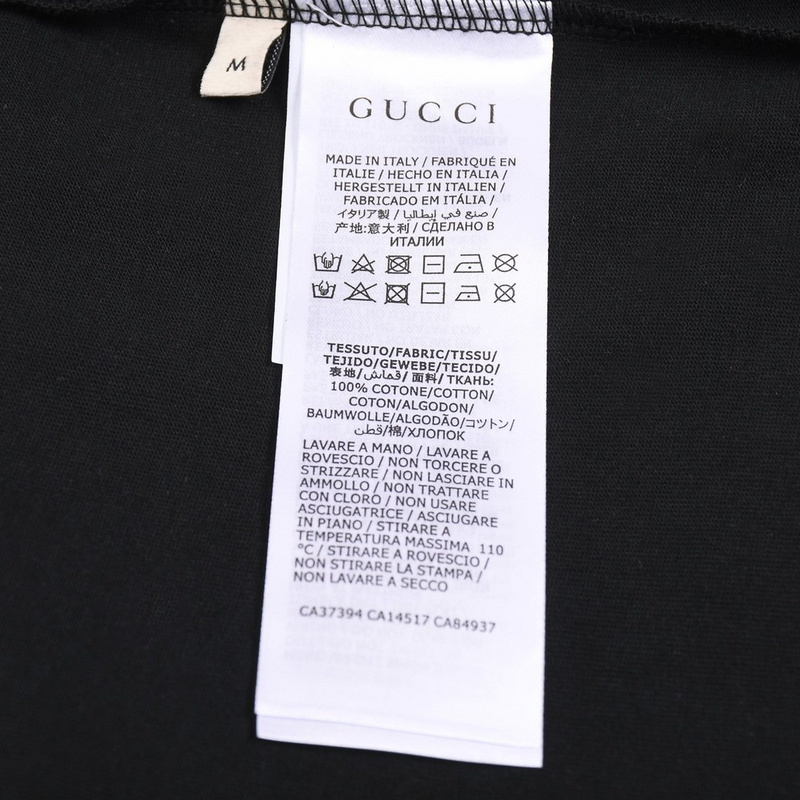 M
GUCCI
MADE IN ITALY / FABRIQUÉ EN
ITALIE / HECHO EN ITALIA /
HERGESTELLT IN ITALIEN /
FABRICADO EM ITÁLIA /
イタリア製 / صنع في إيطاليا /
产地:意大利 / СДЕЛАНО В
ИТАЛИИ
TESSUTO/FABRIC/TISSU/
TEJIDO/GEWEBE/TECIDO/
表地/قماش/面料/ТКАНЬ:
100% COTONE/COTTON/
COTON/ALGODON/
BAUMWOLLE/ALGODÃO/コツトン/
قطن/棉/ХЛОПОК
LAVARE A MANO / LAVARE A
ROVESCIO / NON TORCERE O
STRIZZARE / NON LASCIARE IN
AMMOLLO / NON TRATTARE
CON CLORO / NON USARE
ASCIUGATRICE / ASCIUGARE
IN PIANO / STIRARE A
TEMPERATURA MASSIMA 110
°C / STIRARE A ROVESCIO /
NON STIRARE LA STAMPA /
NON LAVARE A SECCO
CA37394 CA14517 CA84937